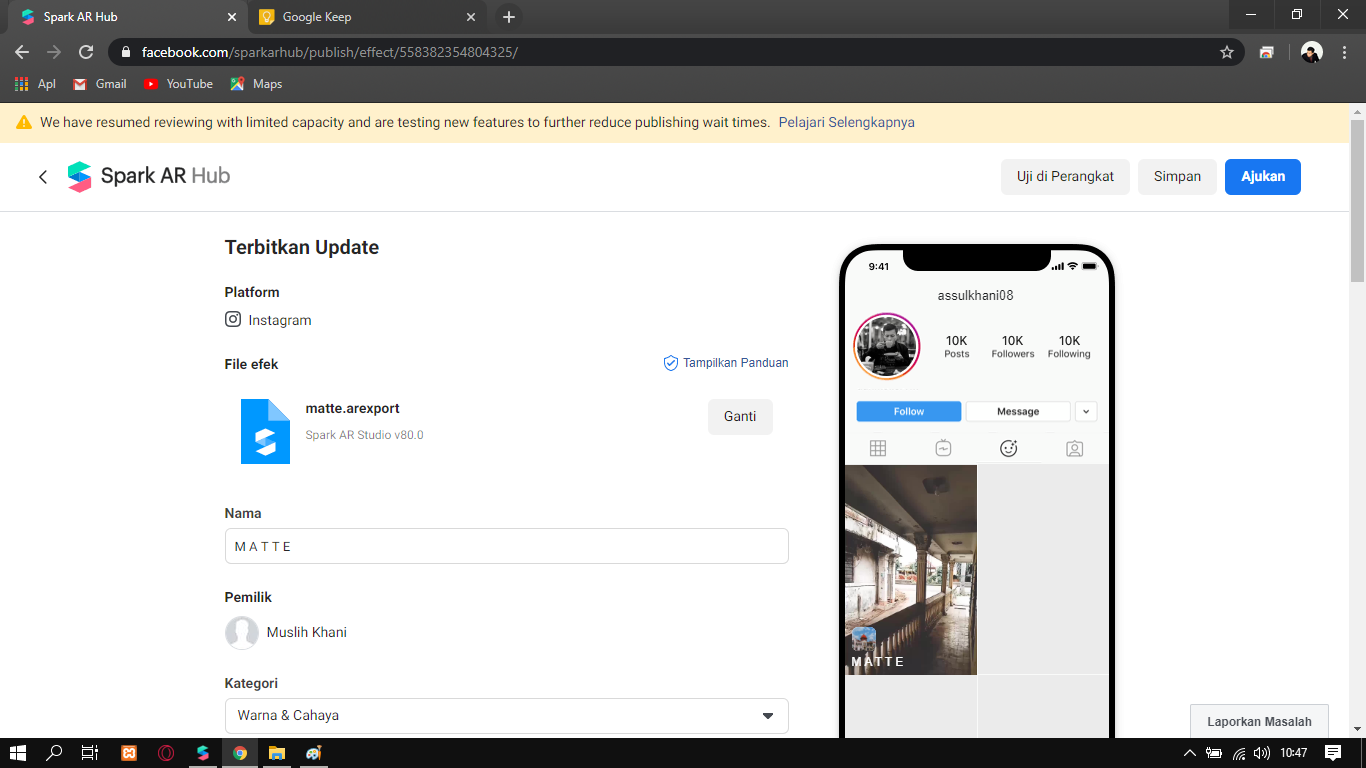 Spark AR Hub
Google Keep
facebook.com/sparkarhub/publish/effect/558382354804325/
Apl Gmail YouTube Maps
We have resumed reviewing with limited capacity and are testing new features to further reduce publishing wait times. Pelajari Selengkapnya
Spark AR Hub
Uji di Perangkat
Simpan
Ajukan
Terbitkan Update
Platform
Instagram
File efek
Tampilkan Panduan
matte.arexport
Spark AR Studio v80.0
Ganti
Nama
M A T T E
Pemilik
Muslih Khani
Kategori
Warna & Cahaya
9:41
assulkhani08
10K 10K 10K
Posts Followers Following
Follow Message
M A T T E
Laporkan Masalah
10:47